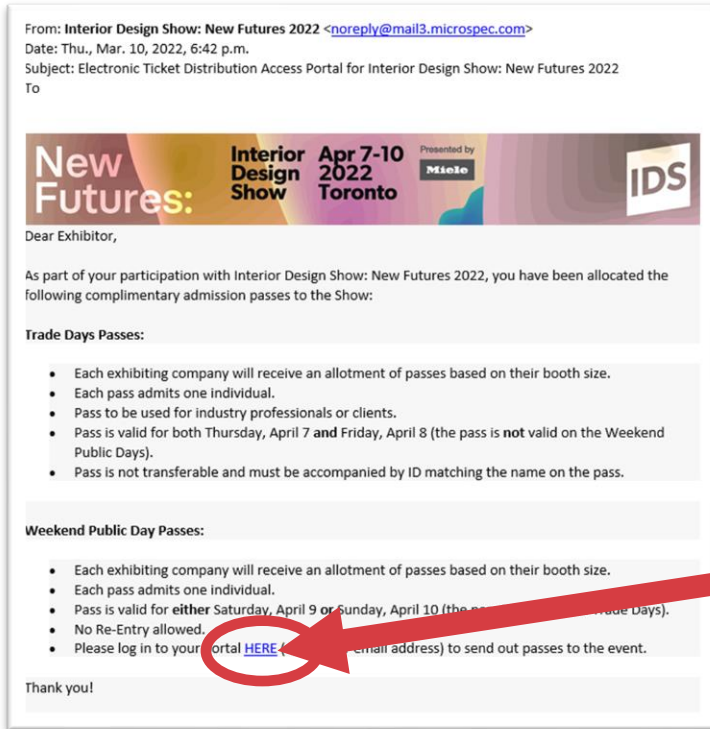 From: Interior Design Show: New Futures 2022 <noreply@mail3.microspec.com>
Date: Thu., Mar. 10, 2022, 6:42 p.m.
Subject: Electronic Ticket Distribution Access Portal for Interior Design Show: New Futures 2022
To
New
Futures:
Interior
Design
Show
Apr 7-10
2022
Toronto
Presented by
Miele
IDS
Dear Exhibitor,
As part of your participation with Interior Design Show: New Futures 2022, you have been allocated the
following complimentary admission passes to the Show:
Trade Days Passes:
• Each exhibiting company will receive an allotment of passes based on their booth size.
• Each pass admits one individual.
• Pass to be used for industry professionals or clients.
• Pass is valid for both Thursday, April 7 and Friday, April 8 (the pass is not valid on the Weekend
Public Days).
• Pass is not transferable and must be accompanied by ID matching the name on the pass.
Weekend Public Day Passes:
• Each exhibiting company will receive an allotment of passes based on their booth size.
• Each pass admits one individual.
• Pass is valid for either Saturday, April 9 or Sunday, April 10 (the Trade Days).
• No Re-Entry allowed.
• Please log in to your portal HERE email address) to send out passes to the event.
Thank you!